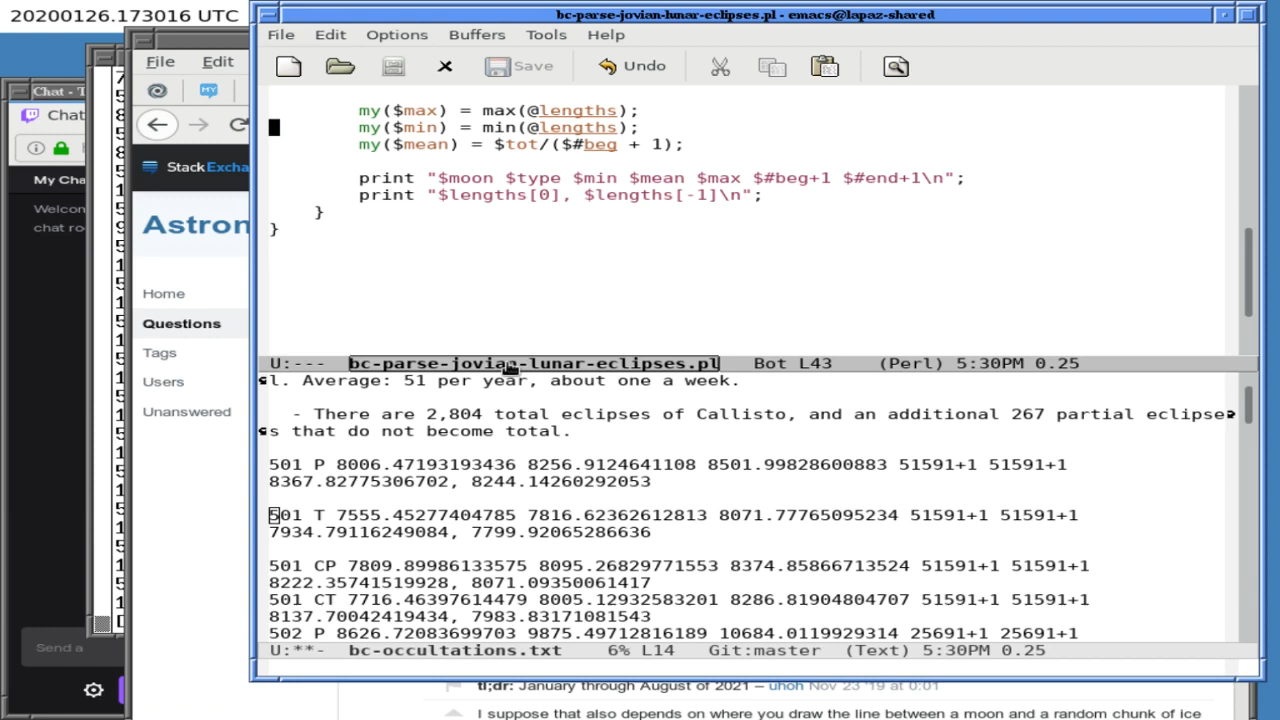 20200126.173016 UTC
bc-parse-jovian-lunar-eclipses.pl - emacs@lapaz-shared
File Edit Options Buffers Tools Help
Save Undo
my($max) = max(@lengths);
my($min) = min(@lengths);
my($mean) = $tot/($#beg + 1);
print "$moon $type $min $mean $max $#beg+1 $#end+1\n";
print "$lengths[0], $lengths[-1]\n";
}
}
U:--- bc-parse-jovian-lunar-eclipses.pl Bot L43 (Perl) 5:30PM 0.25
l. Average: 51 per year, about one a week.
- There are 2,804 total eclipses of Callisto, and an additional 267 partial eclipse
s that do not become total.
501 P 8006.47193193436 8256.9124641108 8501.99828600883 51591+1 51591+1
8367.82775306702, 8244.14260292053
501 T 7555.45277404785 7816.62362612813 8071.77765095234 51591+1 51591+1
7934.79116249084, 7799.92065286636
501 CP 7809.89986133575 8095.26829771553 8374.85866713524 51591+1 51591+1
8222.35741519928, 8071.09350061417
501 CT 7716.46397614479 8005.12932583201 8286.81904804707 51591+1 51591+1
8137.70042419434, 7983.83171081543
502 P 8626.72083699703 9875.49712816189 10684.0119929314 25691+1 25691+1
U:**- bc-occultations.txt 6% L14 Git:master (Text) 5:30PM 0.25
File Edit
MY
StackExcha
Astron
Home
Questions
Tags
Users
Unanswered
Chat - T
Chat
My Cha
Welcon
chat ro
Send a
tl;dr: January through August of 2021 – uhoh Nov 23 '19 at 0:01
I suppose that also depends on where you draw the line between a moon and a random chunk of ice